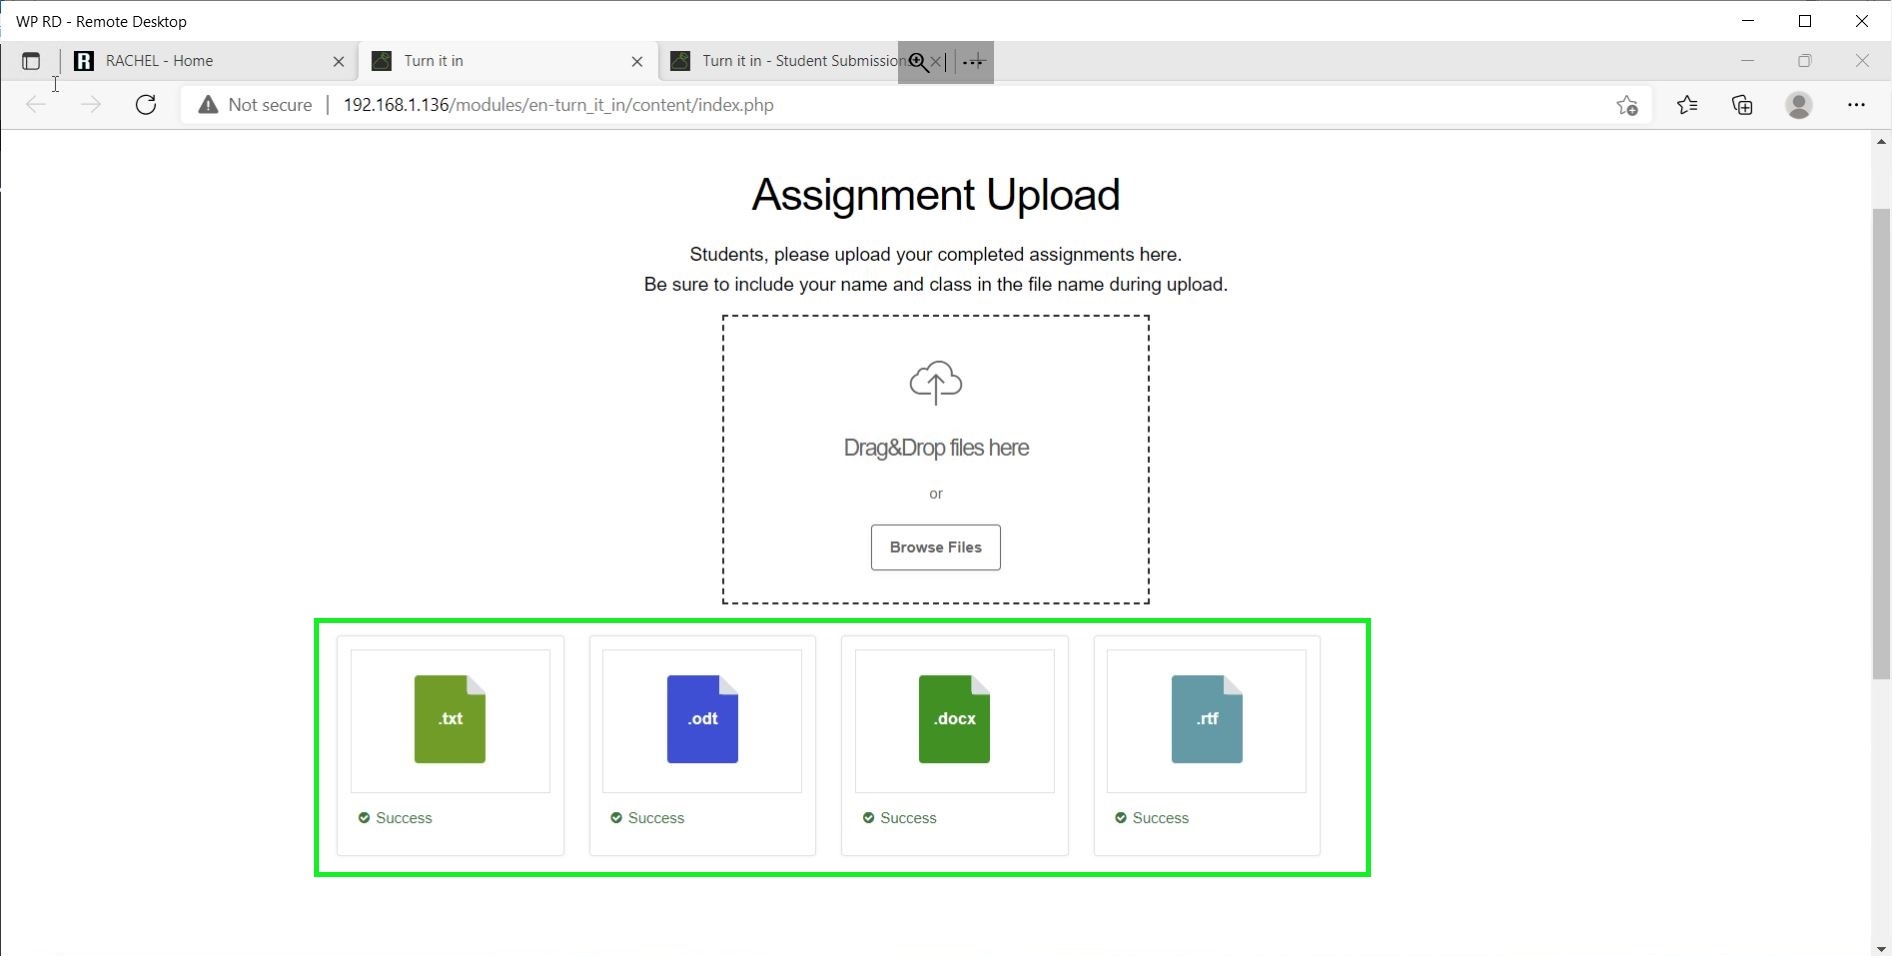 WP RD - Remote Desktop
RACHEL - Home
Turn it in
Turn it in - Student Submission
Not secure
192.168.1.136/modules/en-turn_it_in/content/index.php
Assignment Upload
Students, please upload your completed assignments here.
Be sure to include your name and class in the file name during upload.
Drag&Drop files here
or
Browse Files
.txt
.odt
.docx
.rtf
Success
Success
Success
Success